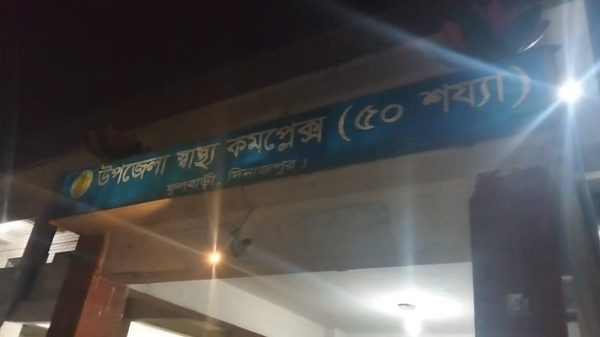 উপজেলা স্বাস্থ্য কমপ্লেক্স (৫০ শয্যা)
ফুলবাড়ী, দিনাজপুর।